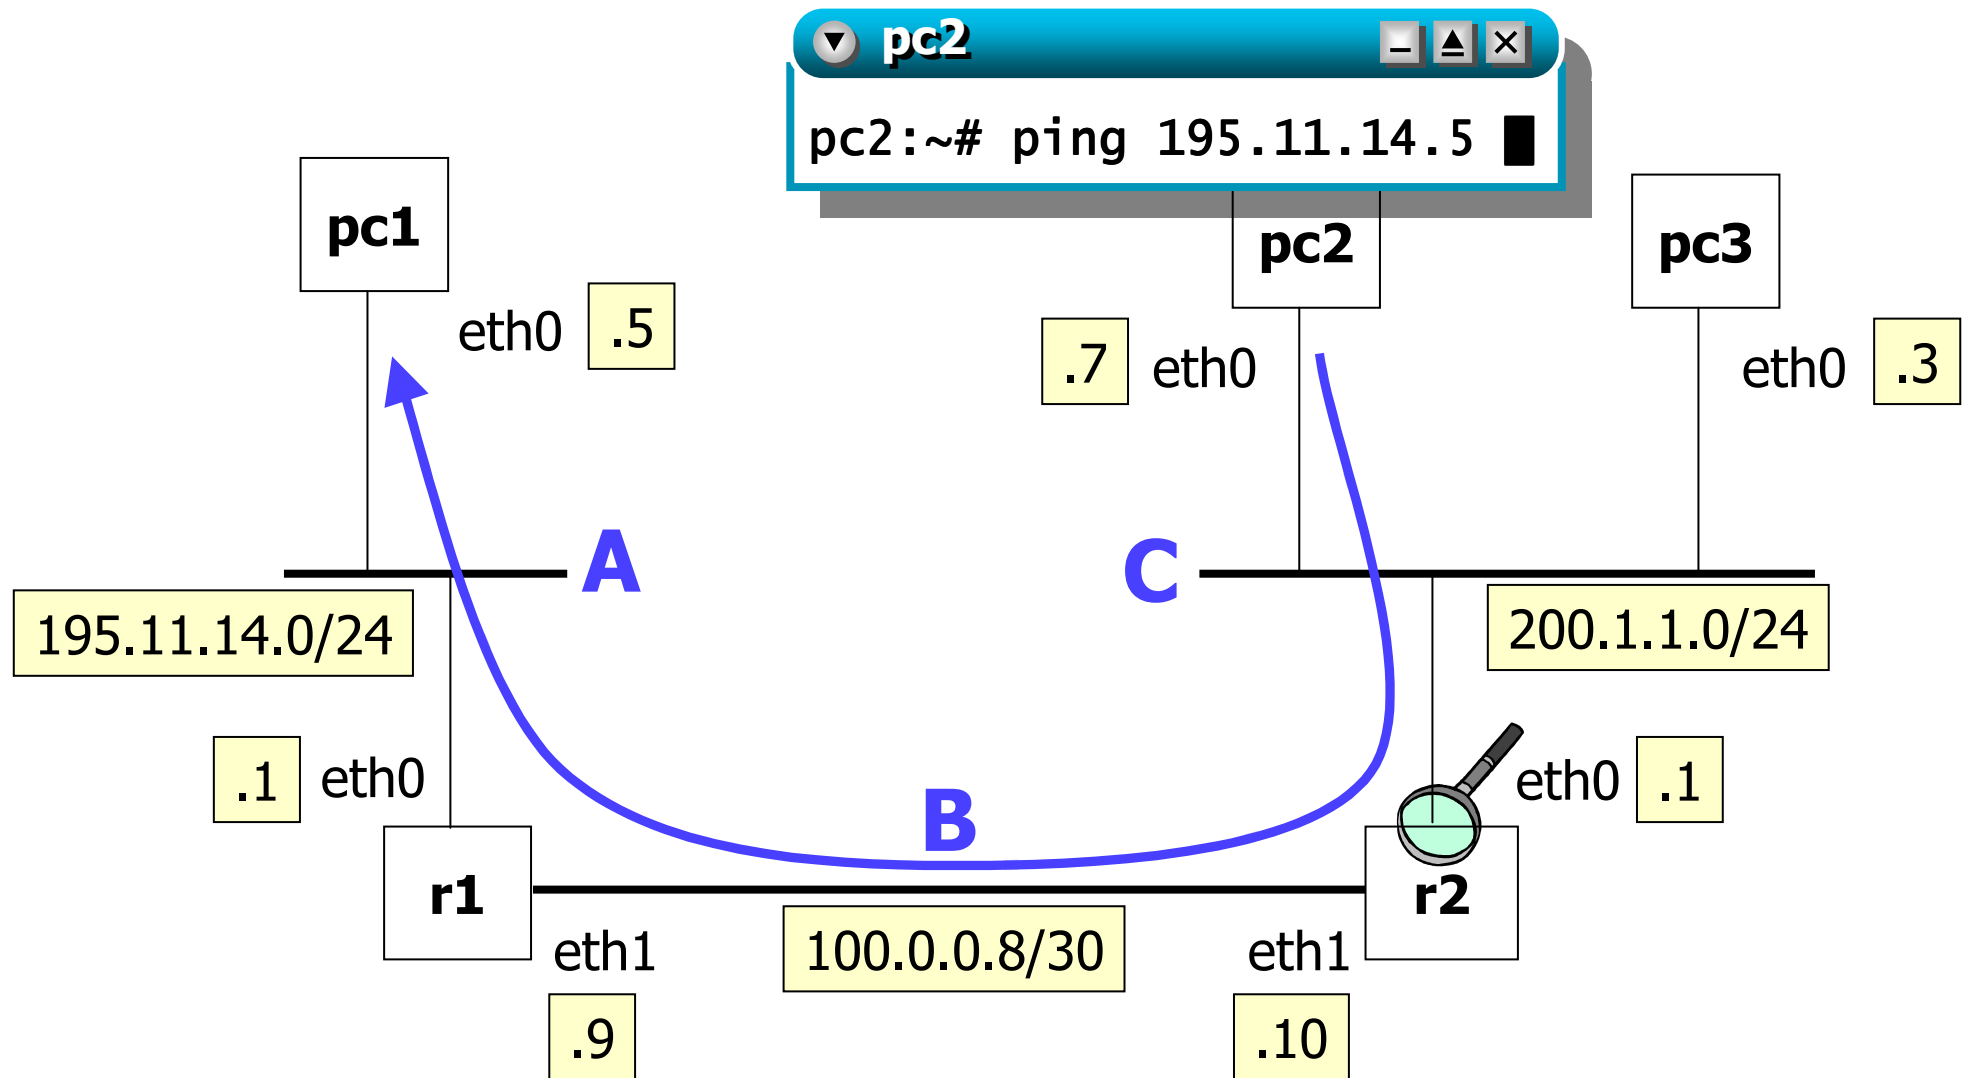 pc2
pc2:~# ping 195.11.14.5
pc1
pc2
pc3
eth0 .5
.7 eth0
eth0 .3
A
C
195.11.14.0/24
200.1.1.0/24
.1 eth0
eth0 .1
B
r1
r2
eth1
100.0.0.8/30
eth1
.9
.10